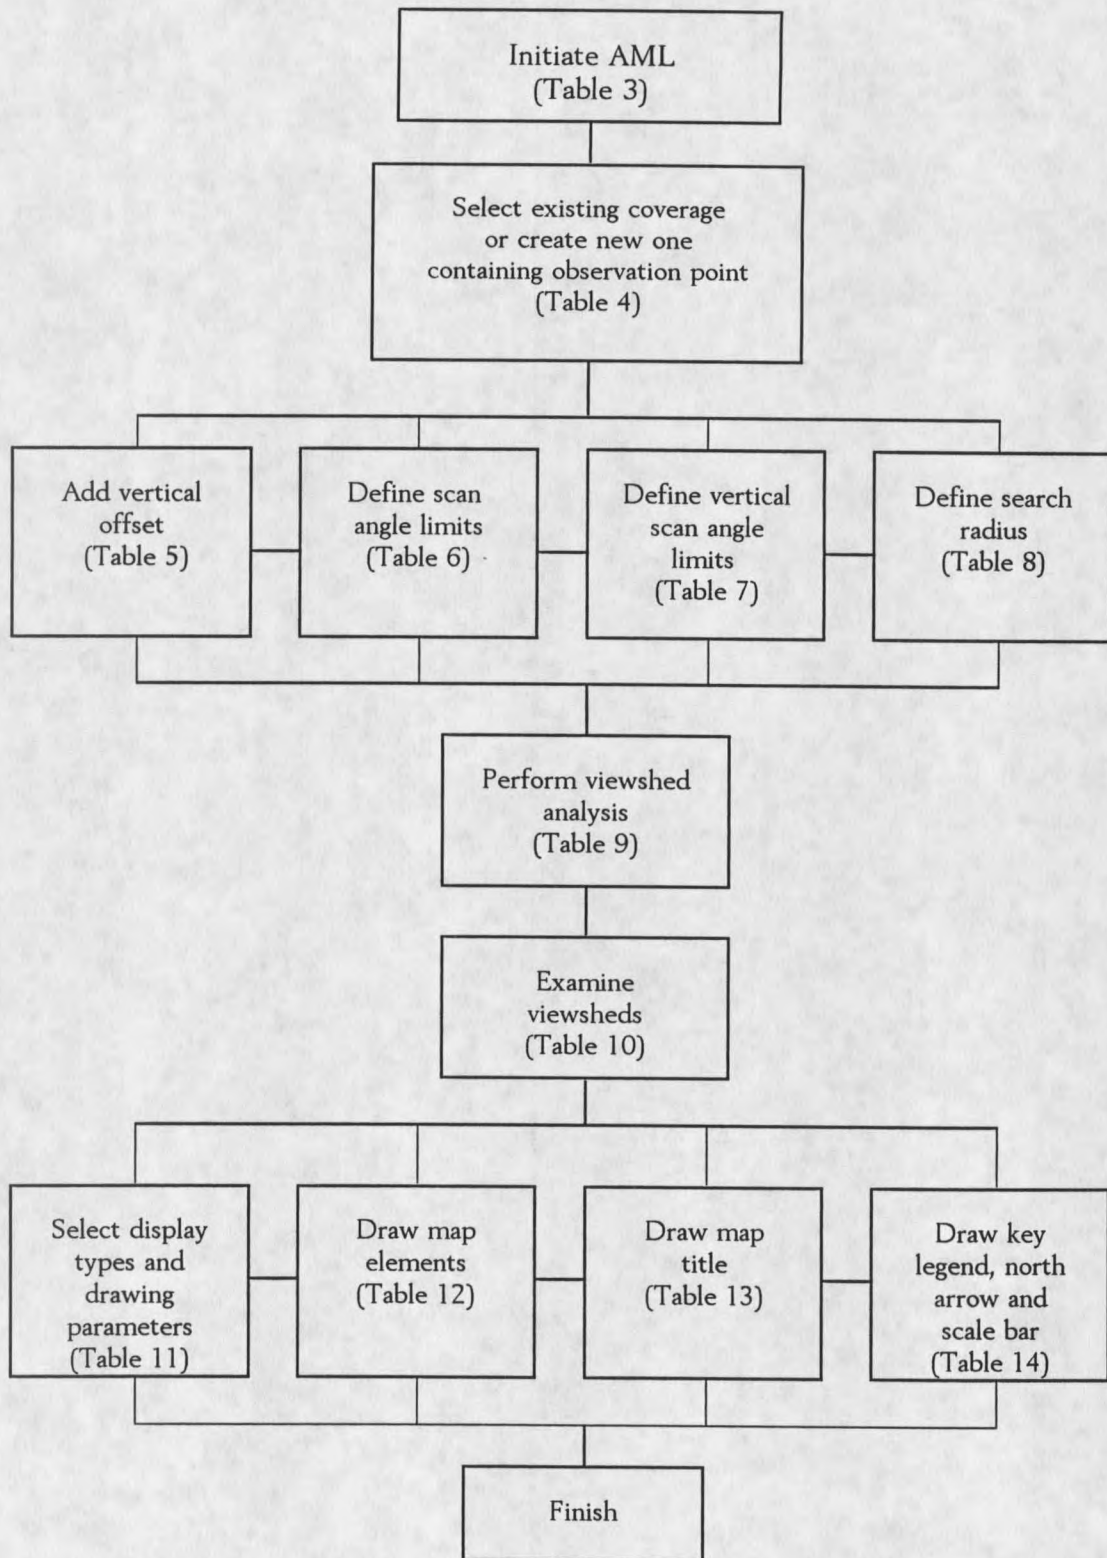 Initiate AML
(Table 3)
Select existing coverage
or create new one
containing observation point
(Table 4)
Add vertical
offset
(Table 5)
Define scan
angle limits
(Table 6)
Define vertical
scan angle
limits
(Table 7)
Define search
radius
(Table 8)
Perform viewshed
analysis
(Table 9)
Examine
viewsheds
(Table 10)
Select display
types and
drawing
parameters
(Table 11)
Draw map
elements
(Table 12)
Draw map
title
(Table 13)
Draw key
legend, north
arrow and
scale bar
(Table 14)
Finish